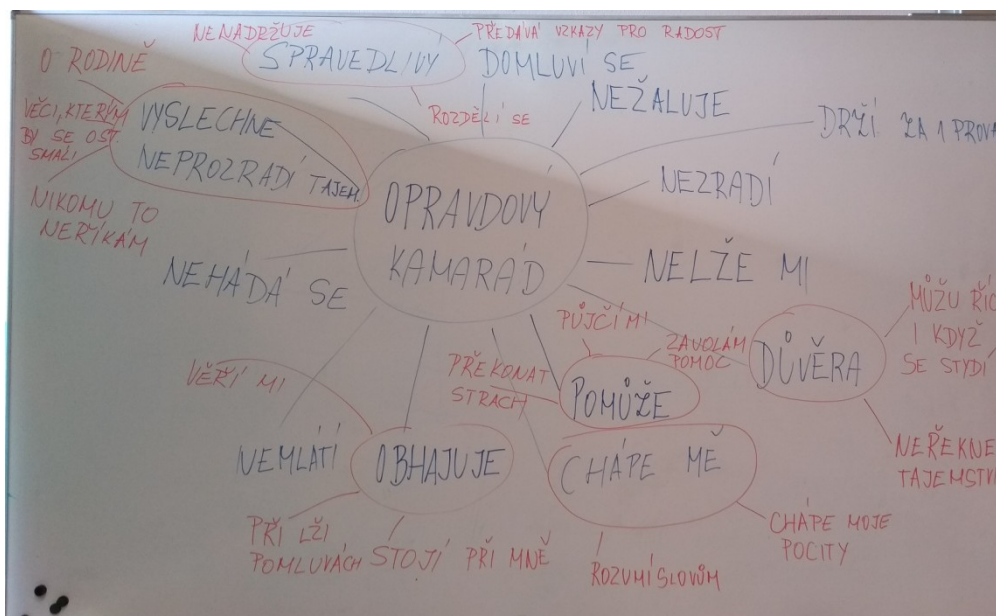 NENADRŽUJE
PŘEDÁVÁ VZKAZY PRO RADOST
SPRAVEDLIVÝ
DOMLUVÍ SE
O RODINĚ
NEŽALUJE
VĚCI, KTERÝM
BY SE OST.
SMÁLI
VYSLECHNE
NEPROZRADÍ TAJEM.
ROZDĚLÍ SE
DRŽÍ ZA 1 PROVA
OPRAVDOVÝ
KAMARÁD
NEZRADÍ
NIKOMU TO
NEŘÍKÁM
NEHÁDÁ SE
NELŽE MI
PŮJČÍ MI
ZAVOLÁM
POMOC
DŮVĚRA
MŮŽU ŘÍC
I KDYŽ
SE STYDÍ
VĚŘÍ MI
PŘEKONAT
STRACH
POMŮŽE
NEMLÁTÍ
OBHAJUJE
CHÁPE MĚ
NEŘEKNE
TAJEMSTV
PŘI LŽI
POMLUVÁCH
STOJÍ PŘI MNĚ
ROZUMÍ SLOVŮM
CHÁPE MOJE
POCITY